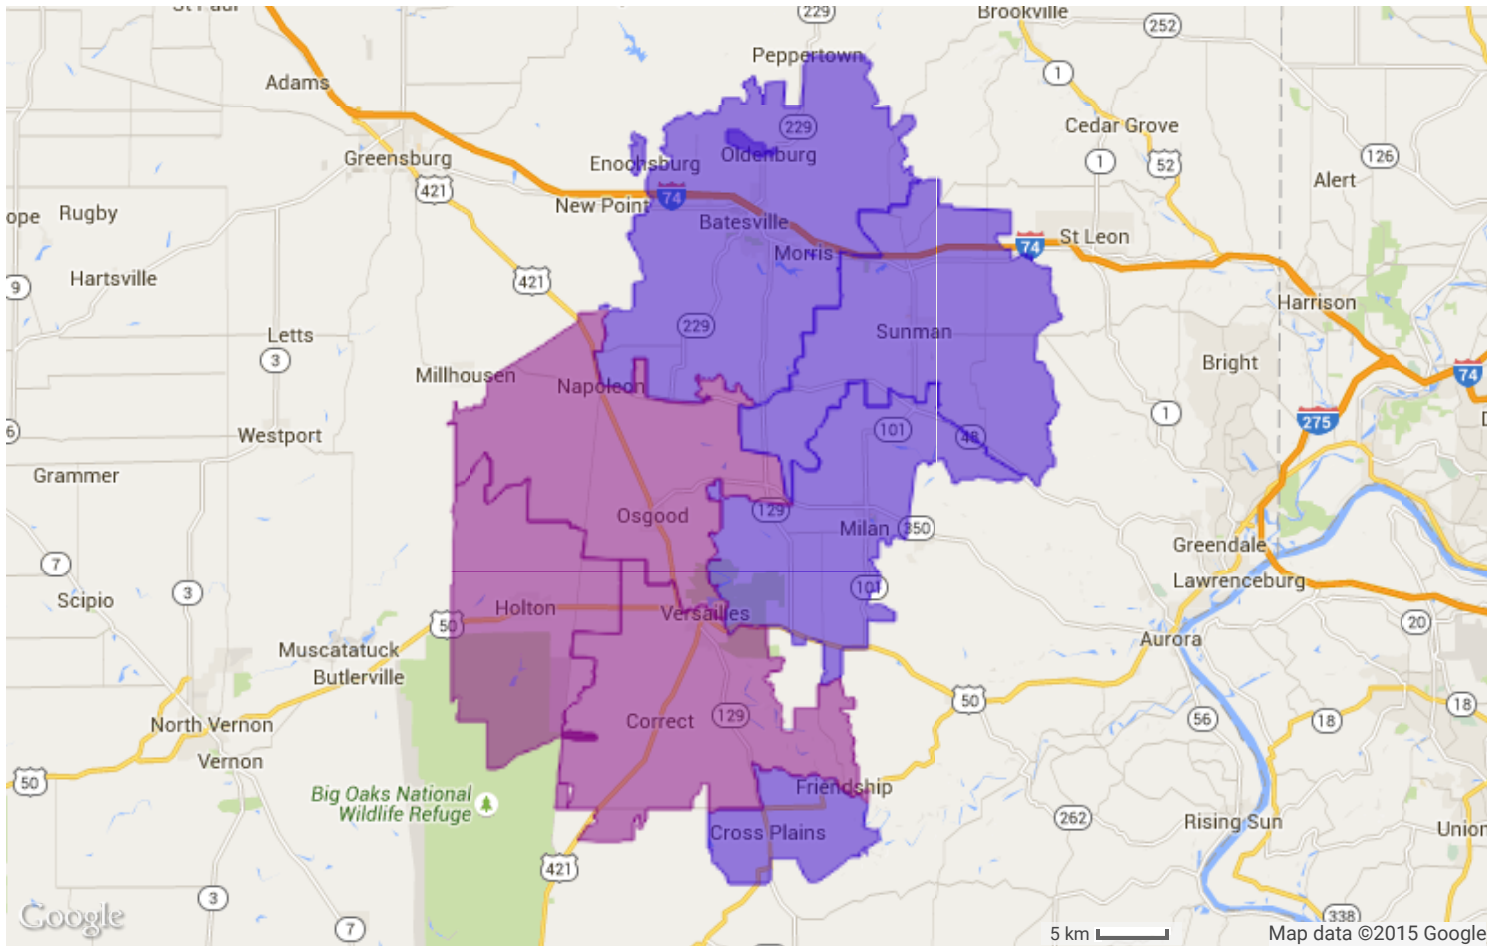 St Paul
229
Brookville
252
Peppertown
1
Adams
Cedar Grove
229
Greensburg
Enochsburg
Oldenburg
1
52
126
421
74
Alert
New Point
ope
Rugby
Batesville
St Leon
74
Morris
421
Hartsville
9
Harrison
229
Sunman
Letts
3
Bright
Millhousen
Napoleon
74
1
275
6
Westport
101
48
Grammer
129
Osgood
Milan
350
Greendale
7
Lawrenceburg
101
3
Scipio
Holton
Versailles
50
20
Muscatatuck
Aurora
Butlerville
50
18
129
56
18
North Vernon
Correct
Vernon
50
Friendship
Big Oaks National
Wildlife Refuge
262
Rising Sun
Cross Plains
Union
421
3
338
Google
7
5 km
Map data ©2015 Google